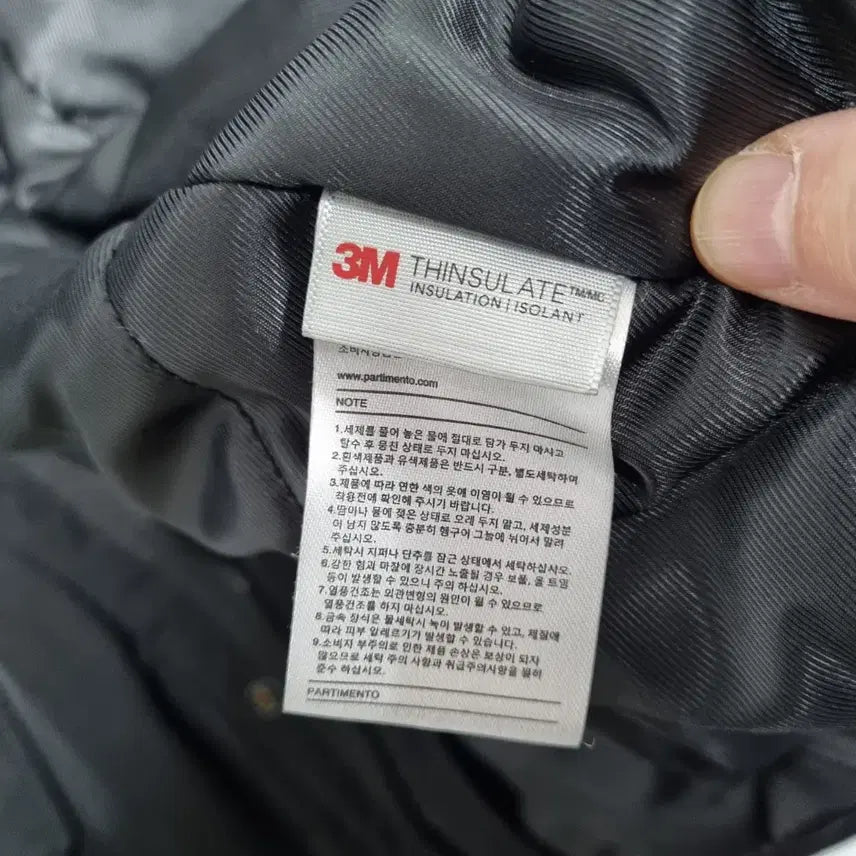 3M THINSULATE TM/MC
INSULATION | ISOLANT
www.partimento.com
NOTE
1.세제를 풀어 놓은 물에 절대로 담가 두지 마시고
탈수 후 뭉친 상태로 두지 마십시오.
2.흰색제품과 유색제품은 반드시 구분, 별도세탁하며
주십시오.
3.제품에 따라 연한 색의 옷에 이염이 될 수 있으므로
착용전에 확인해 주시기 바랍니다.
4.땀이나 물에 젖은 상태로 오래 두지 말고, 세제성분
이 남지 않도록 충분히 헹구어 그늘에 뉘어서 말려
주십시오.
5.세탁시 지퍼나 단추를 잠근 상태에서 세탁하십시오.
6.강한 힘과 마찰에 장시간 노출될 경우 보풀, 올 트임
등이 발생할 수 있으니 주의 하십시오.
7.열풍건조는 외관변형의 원인이 될 수 있으므로
열풍건조를 하지 마십시오.
8.금속 장식은 물세탁시 녹이 발생할 수 있고, 체질에
따라 피부 알레르기가 발생할 수 있습니다.
9.소비자 부주의로 인한 제품 손상은 보상이 되지
않으므로 세탁 주의 사항과 취급주의사항을 필히
준수 하십시오.
PARTIMENTO